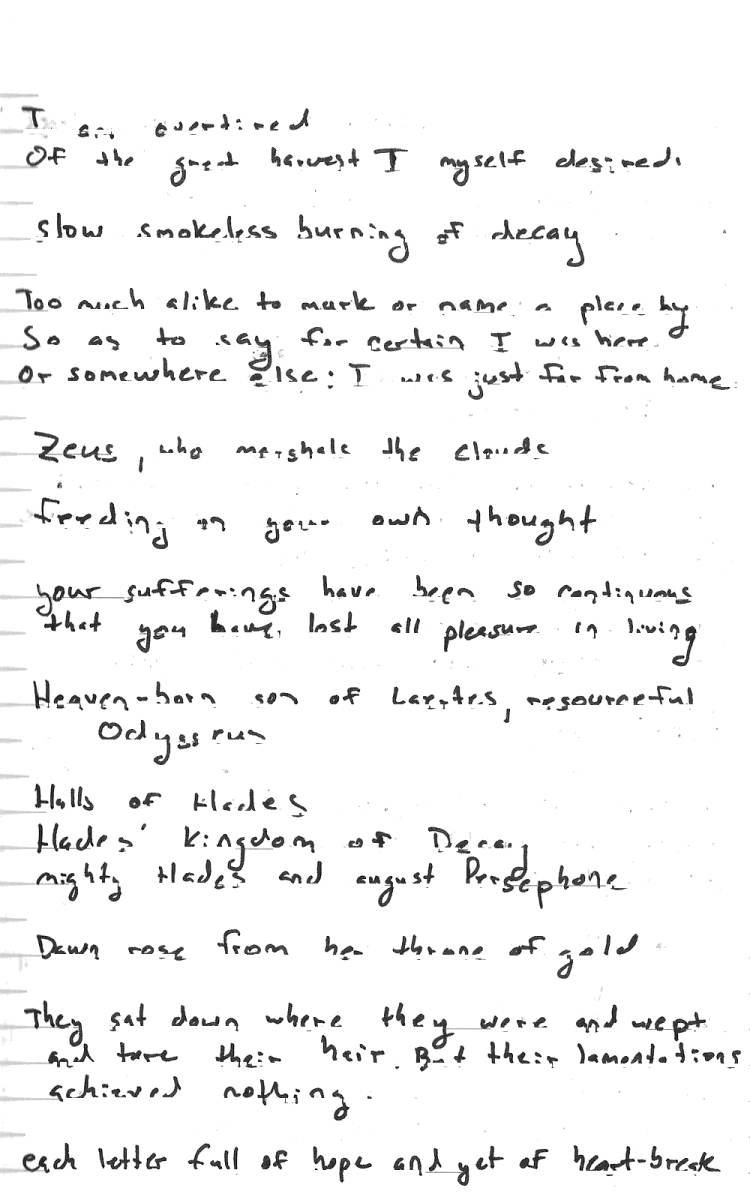 I am overtired
Of the great harvest I myself desired.
slow smokeless burning of decay
Too much alike to mark or name a place by
So as to say for certain I was here
Or somewhere else: I was just far from home.
Zeus, who marshals the clouds
feeding on your own thought
your sufferings have been so continuous
that you have lost all pleasure in living
Heaven-born son of Laertes, resourceful
Odysseus
Halls of Hades
Hades' Kingdom of Decay
mighty Hades and august Persephone
Dawn rose from her throne of gold
They sat down where they were and wept
and tore their hair. But their lamentations
achieved nothing.
each letter full of hope and yet of heart-break